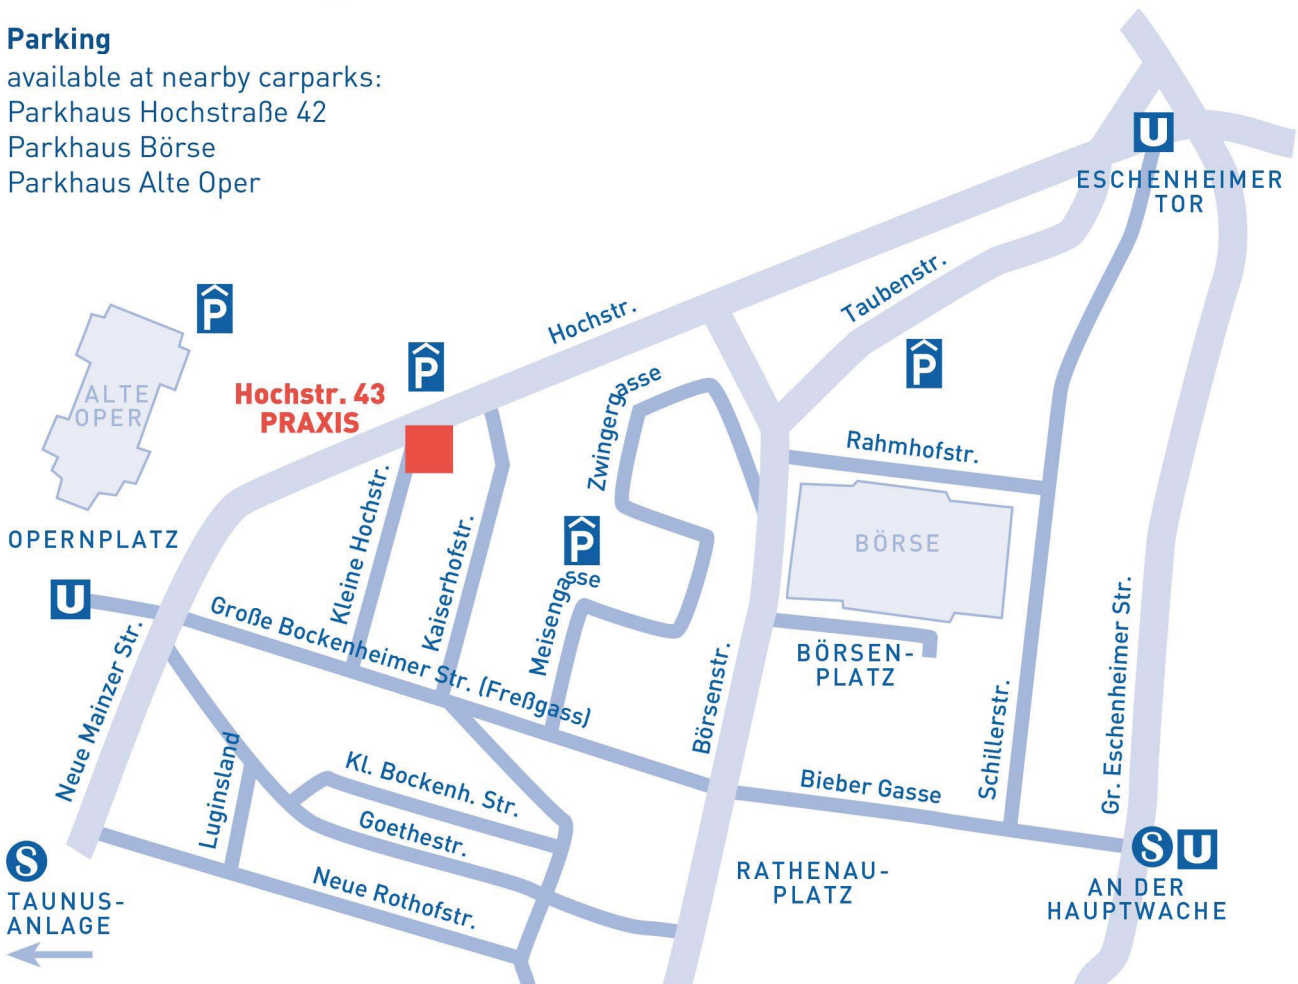 Parking
available at nearby carparks:
Parkhaus Hochstraße 42
Parkhaus Börse
Parkhaus Alte Oper
U
ESCHENHEIMER
TOR
Taubenstr.
Hochstr.
P
P
P
ALTE
OPER
Hochstr. 43
PRAXIS
Zwingergasse
Rahmhofstr.
OPERNPLATZ
Kleine Hochstr.
Kaiserhofstr.
P
BÖRSE
U
Große Bockenheimer Str. (Freßgass)
Meisengasse
Neue Mainzer Str.
Börsenstr.
BÖRSEN-
PLATZ
Schillerstr.
Gr. Eschenheimer Str.
Luginsland
Kl. Bockenh. Str.
Bieber Gasse
Goethestr.
Neue Rothofstr.
S
TAUNUS-
ANLAGE
RATHENAU-
PLATZ
S U
AN DER
HAUPTWACHE